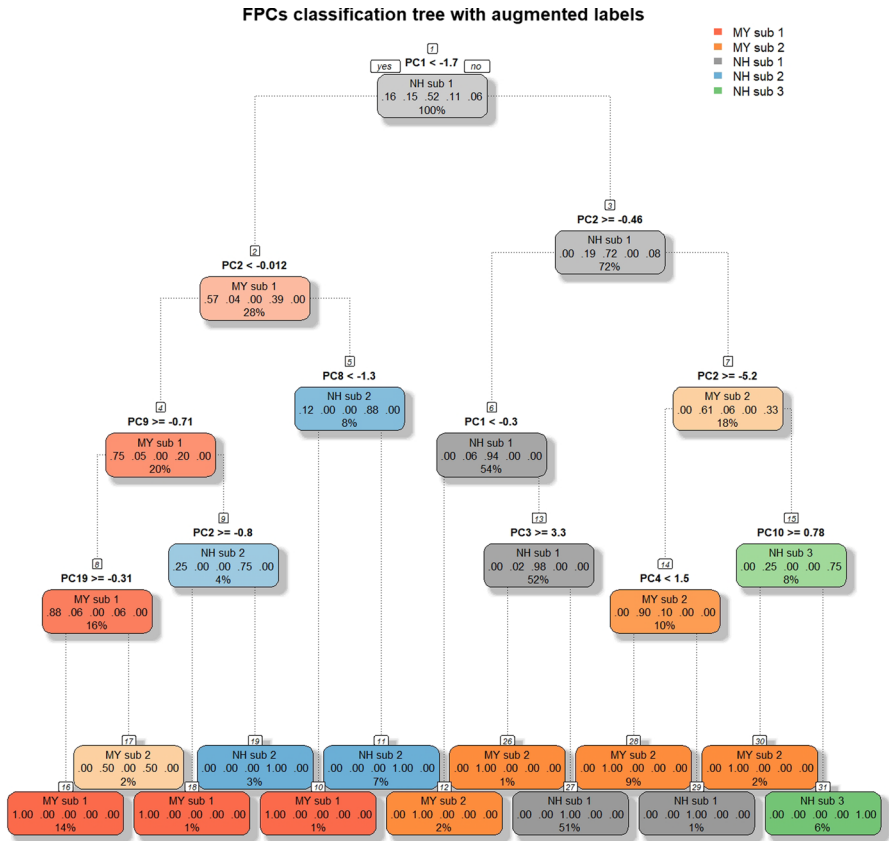 FPCs classification tree with augmented labels
MY sub 1
MY sub 2
NH sub 1
NH sub 2
NH sub 3
1
yes PC1 < -1.7 no
NH sub 1
.16 .15 .52 .11 .06
100%
3
PC2 >= -0.46
NH sub 1
.00 .19 .72 .00 .08
72%
2
PC2 < -0.012
MY sub 1
.57 .04 .00 .39 .00
28%
5
PC8 < -1.3
NH sub 2
.12 .00 .00 .88 .00
8%
7
PC2 >= -5.2
MY sub 2
.00 .61 .06 .00 .33
18%
4
PC9 >= -0.71
MY sub 1
.75 .05 .00 .20 .00
20%
6
PC1 < -0.3
NH sub 1
.00 .06 .94 .00 .00
54%
9
PC2 >= -0.8
NH sub 2
.25 .00 .00 .75 .00
4%
13
PC3 >= 3.3
NH sub 1
.00 .02 .98 .00 .00
52%
15
PC10 >= 0.78
NH sub 3
.00 .25 .00 .00 .75
8%
8
PC19 >= -0.31
MY sub 1
.88 .06 .00 .06 .00
16%
14
PC4 < 1.5
MY sub 2
.00 .90 .10 .00 .00
10%
17
MY sub 2
.00 .50 .00 .50 .00
2%
19
NH sub 2
.00 .00 .00 1.00 .00
3%
11
NH sub 2
.00 .00 .00 1.00 .00
7%
26
MY sub 2
.00 1.00 .00 .00 .00
1%
28
MY sub 2
.00 1.00 .00 .00 .00
9%
30
MY sub 2
.00 1.00 .00 .00 .00
2%
16
MY sub 1
1.00 .00 .00 .00 .00
14%
18
MY sub 1
1.00 .00 .00 .00 .00
1%
10
MY sub 1
1.00 .00 .00 .00 .00
1%
12
MY sub 2
.00 1.00 .00 .00 .00
2%
27
NH sub 1
.00 .00 1.00 .00 .00
51%
29
NH sub 1
.00 .00 1.00 .00 .00
1%
31
NH sub 3
.00 .00 .00 .00 1.00
6%